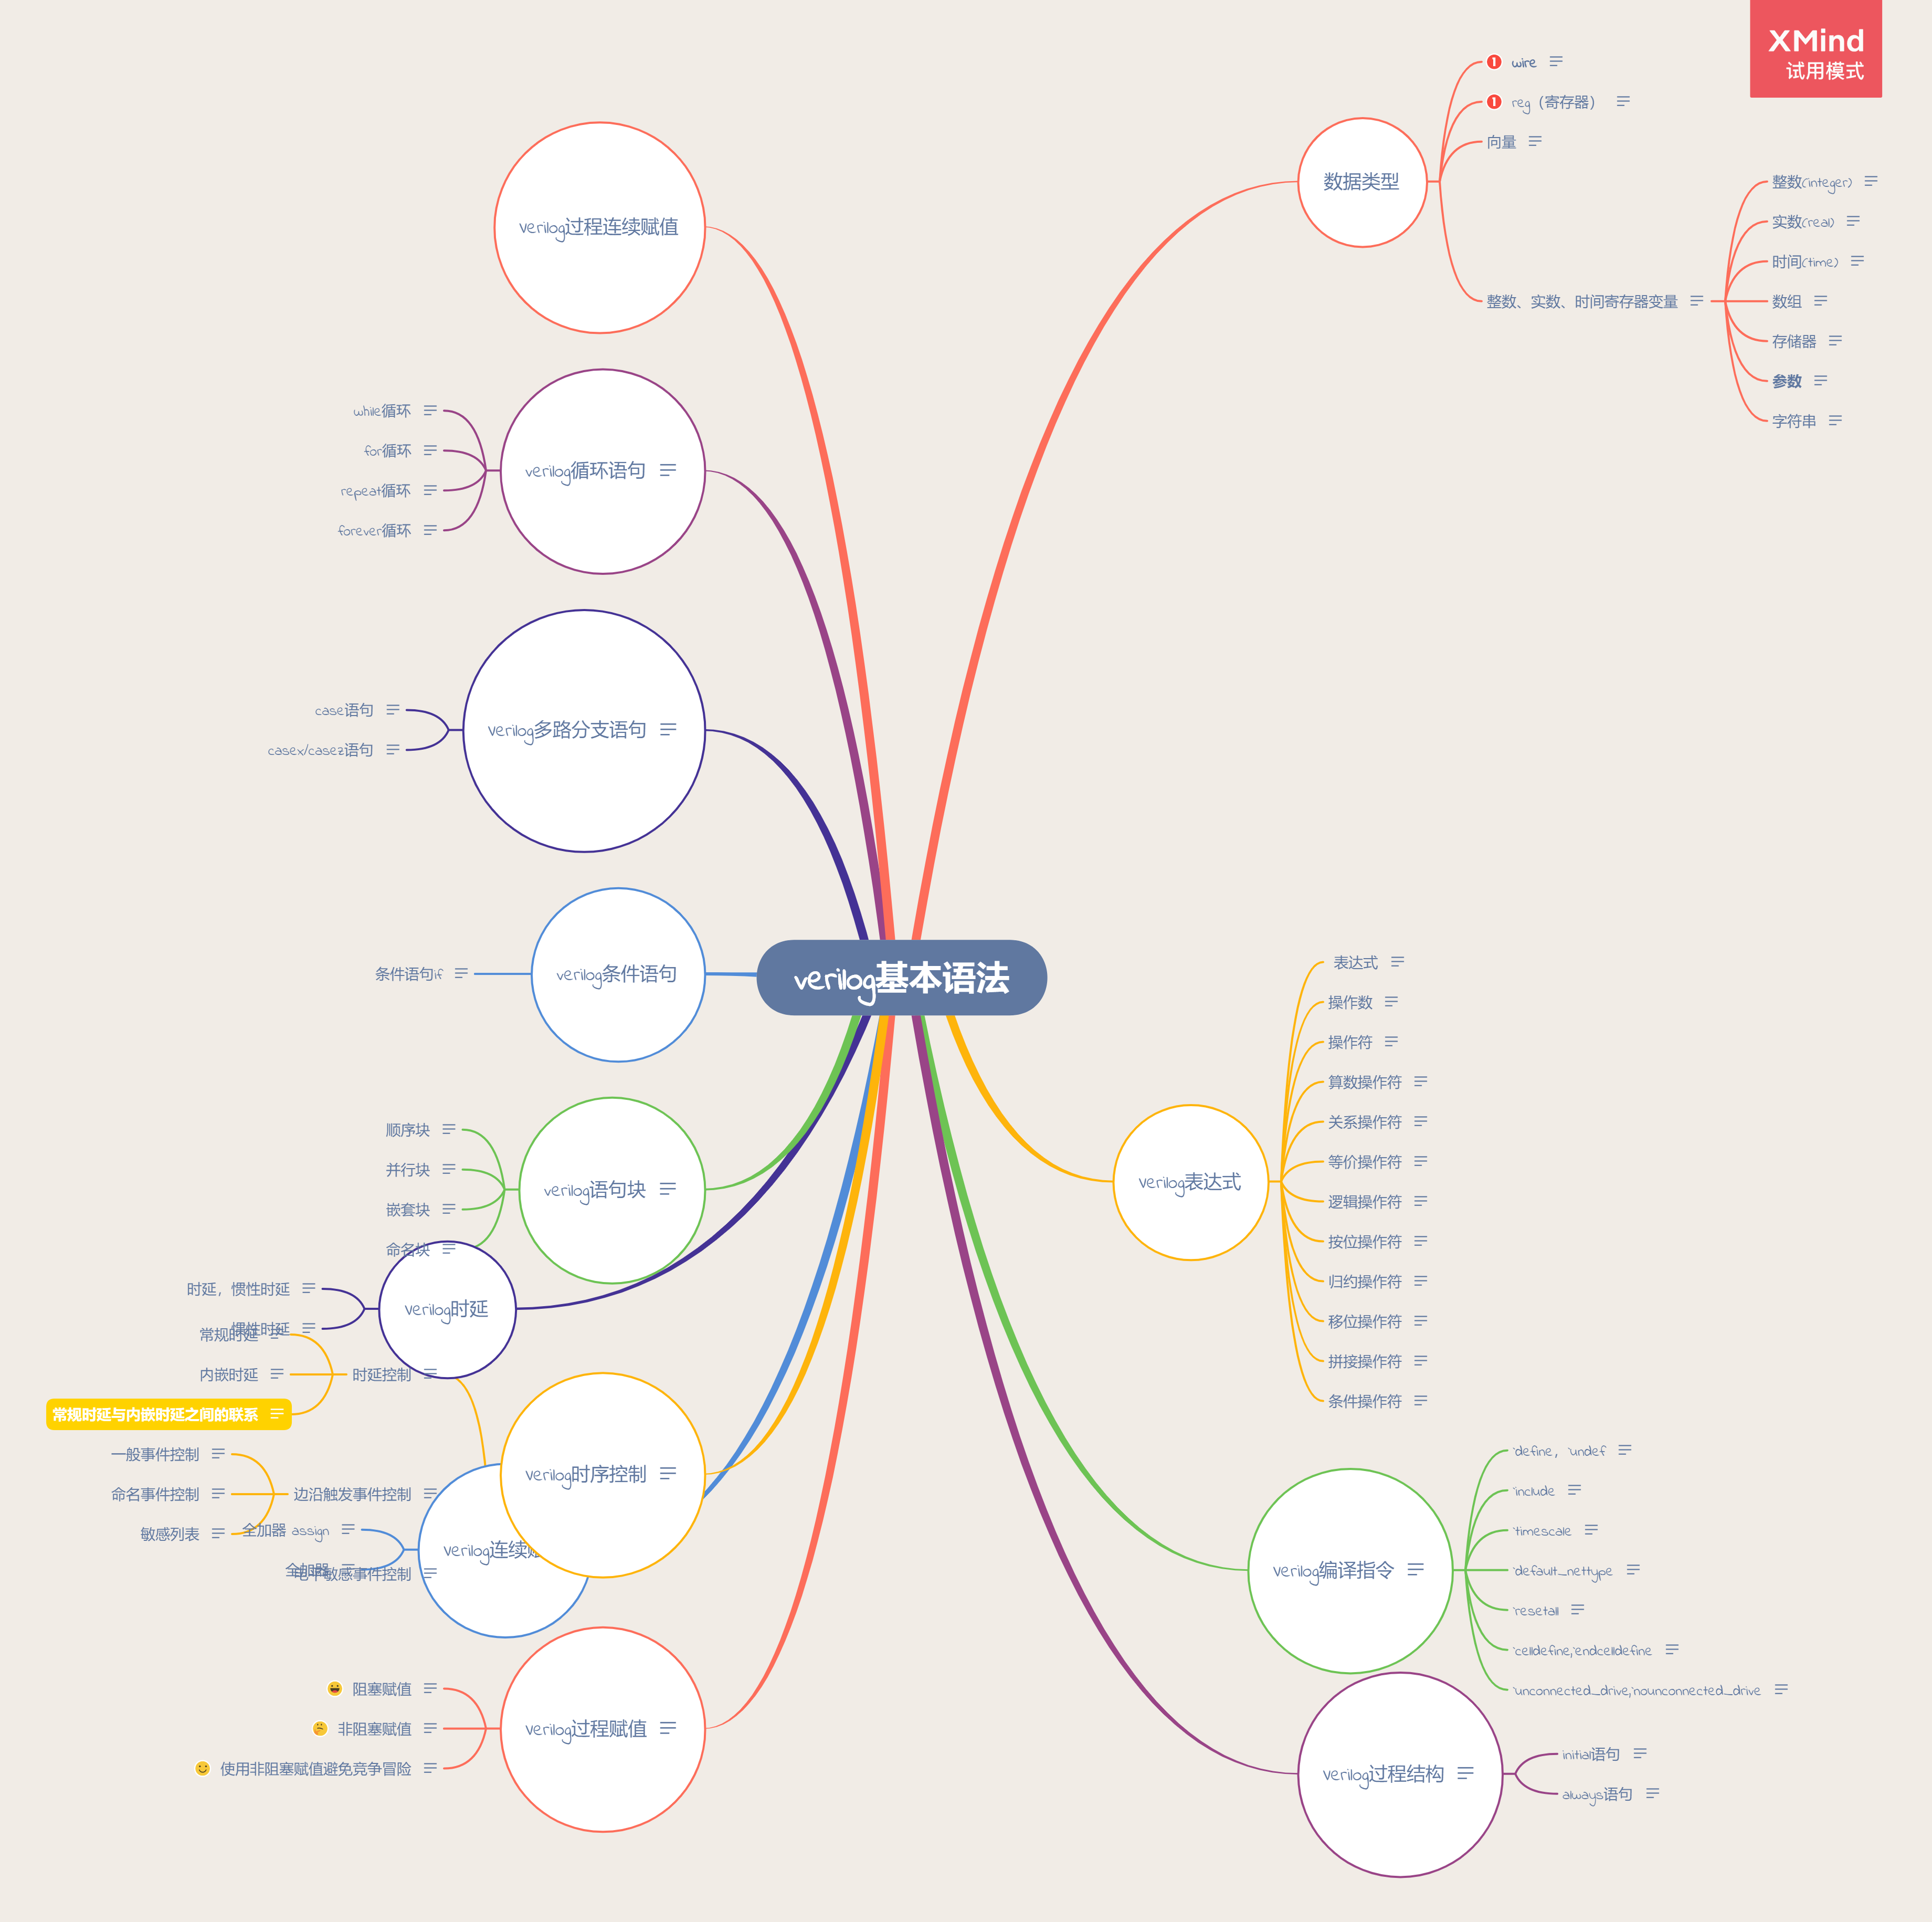 XMind
试用模式
verilog基本语法
数据类型
wire
reg（寄存器）
向量
整数、实数、时间寄存器变量
整数(integer)
实数(real)
时间(time)
数组
存储器
参数
字符串
verilog表达式
表达式
操作数
操作符
算数操作符
关系操作符
等价操作符
逻辑操作符
按位操作符
归约操作符
移位操作符
拼接操作符
条件操作符
verilog编译指令
`define，`undef
`include
`timescale
`default_nettype
`resetall
`celldefine,`endcelldefine
`unconnected_drive,`nounconnected_drive
verilog过程结构
initial语句
always语句
verilog过程连续赋值
verilog循环语句
while循环
for循环
repeat循环
forever循环
verilog多路分支语句
case语句
casex/casez语句
verilog条件语句
条件语句if
verilog语句块
顺序块
并行块
嵌套块
命名块
verilog时延
时延，惯性时延
惯性时延
verilog时序控制
时延控制
常规时延
内嵌时延
常规时延与内嵌时延之间的联系
边沿触发事件控制
一般事件控制
命名事件控制
敏感列表
电平敏感事件控制
verilog连续
全加器 assign
全加器
verilog过程赋值
阻塞赋值
非阻塞赋值
使用非阻塞赋值避免竞争冒险